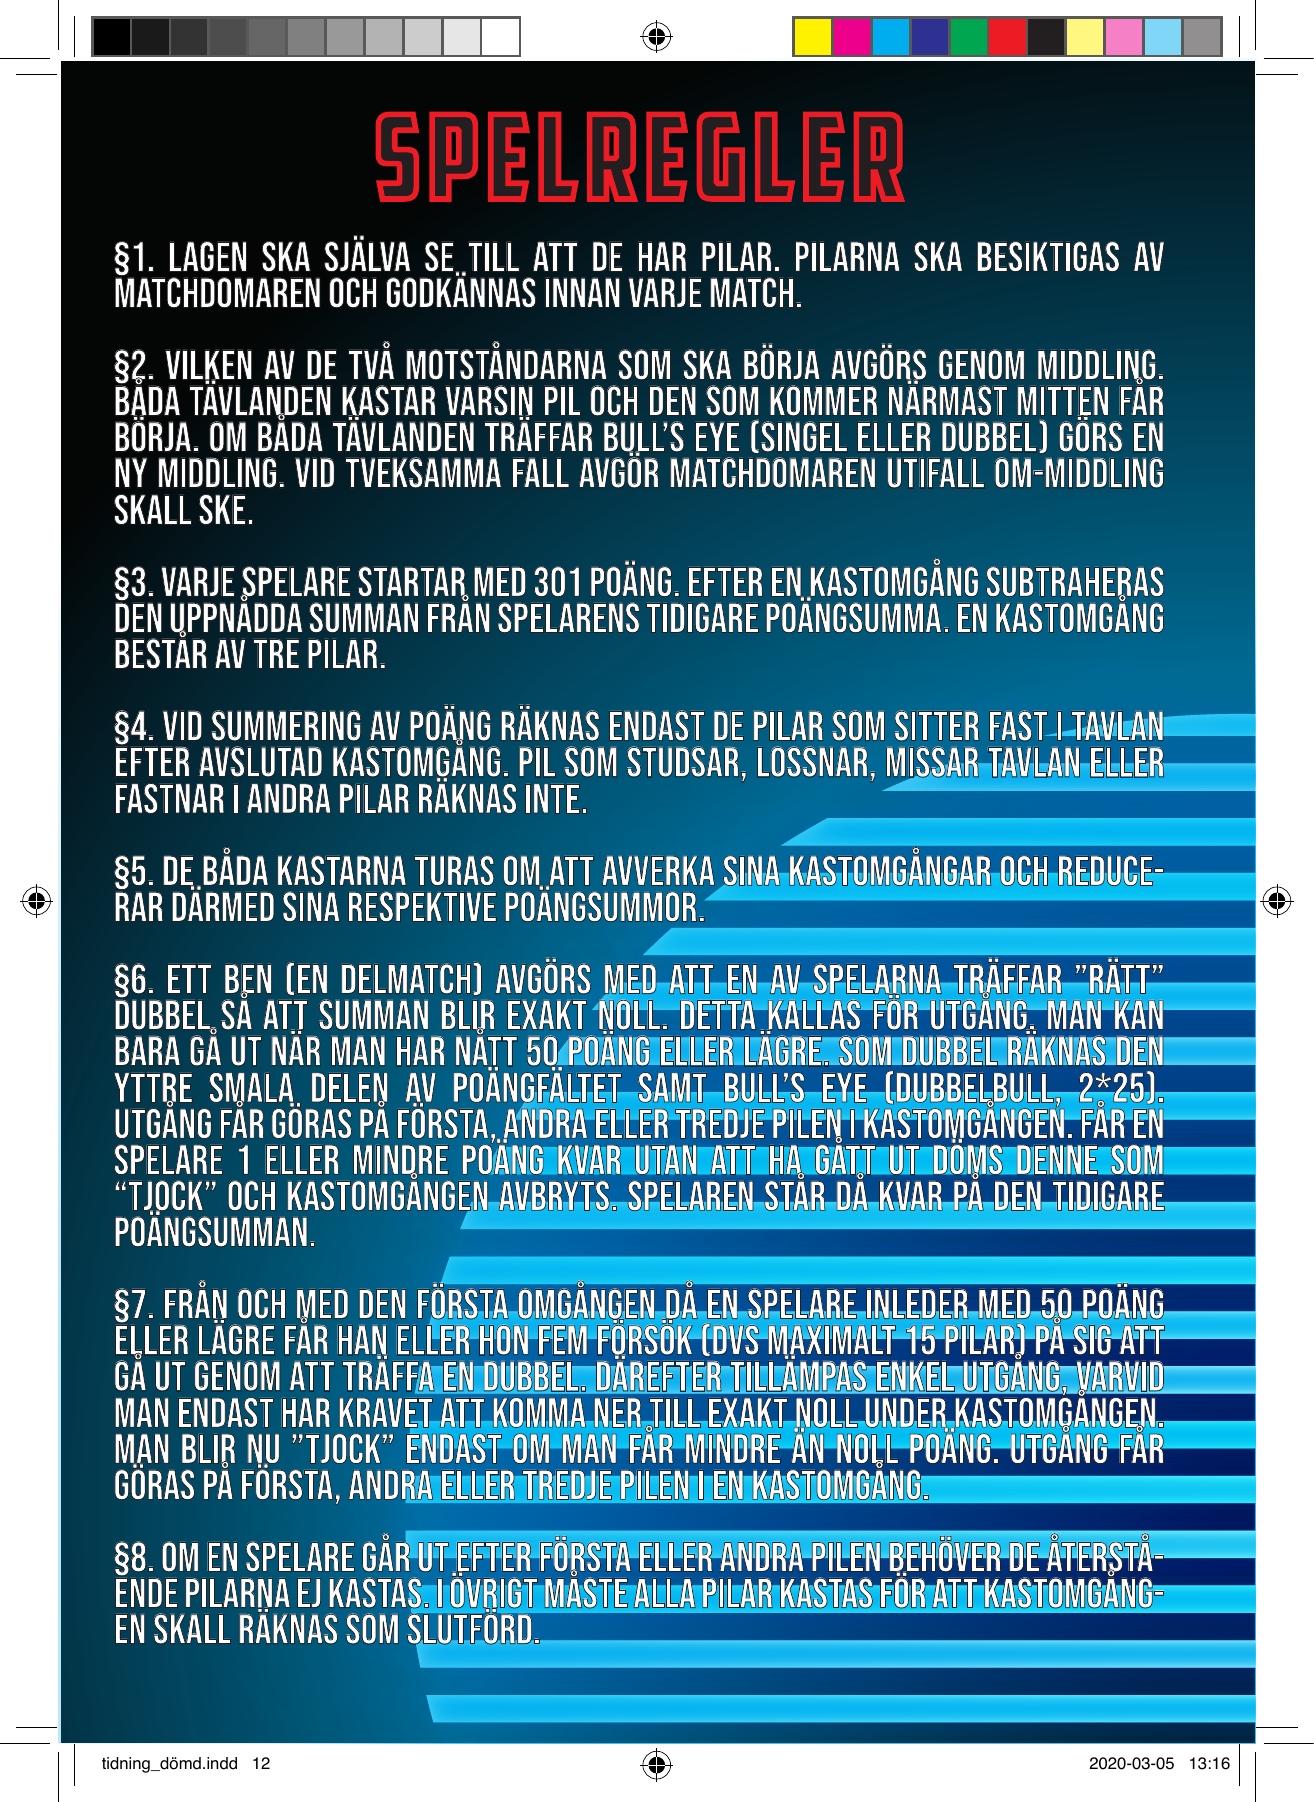 SPELREGLER
§1. LAGEN SKA SJÄLVA SE TILL ATT DE HAR PILAR. PILARNA SKA BESIKTIGAS AV
MATCHDOMAREN OCH GODKÄNNAS INNAN VARJE MATCH.
§2. VILKEN AV DE TVÅ MOTSTÅNDARNA SOM SKA BÖRJA AVGÖRS GENOM MIDDLING.
BÅDA TÄVLANDEN KASTAR VARSIN PIL OCH DEN SOM KOMMER NÄRMAST MITTEN FÅR
BÖRJA. OM BÅDA TÄVLANDEN TRÄFFAR BULL'S EYE (SINGEL ELLER DUBBEL) GÖRS EN
NY MIDDLING. VID TVEKSAMMA FALL AVGÖR MATCHDOMAREN UTIFALL OM-MIDDLING
SKALL SKE.
§3. VARJE SPELARE STARTAR MED 301 POÄNG. EFTER EN KASTOMGÅNG SUBTRAHERAS
DEN UPPNÅDDA SUMMAN FRÅN SPELARENS TIDIGARE POÄNGSUMMA. EN KASTOMGÅNG
BESTÅR AV TRE PILAR.
§4. VID SUMMERING AV POÄNG RÄKNAS ENDAST DE PILAR SOM SITTER FAST I TAVLAN
EFTER AVSLUTAD KASTOMGÅNG. PIL SOM STUDSAR, LOSSNAR, MISSAR TAVLAN ELLER
FASTNAR I ANDRA PILAR RÄKNAS INTE.
§5. DE BÅDA KASTARNA TURAS OM ATT AVVERKA SINA KASTOMGÅNGAR OCH REDUCE-
RAR DÄRMED SINA RESPEKTIVE POÄNGSUMMOR.
§6. ETT BEN (EN DELMATCH) AVGÖRS MED ATT EN AV SPELARNA TRÄFFAR ”RÄTT”
DUBBEL SÅ ATT SUMMAN BLIR EXAKT NOLL. DETTA KALLAS FÖR UTGÅNG. MAN KAN
BARA GÅ UT NÄR MAN HAR NÅTT 50 POÄNG ELLER LÄGRE. SOM DUBBEL RÄKNAS DEN
YTTRE SMALA DELEN AV POÄNGFÄLTET SAMT BULL'S EYE (DUBBELBULL, 2*25).
UTGÅNG FÅR GÖRAS PÅ FÖRSTA, ANDRA ELLER TREDJE PILEN I KASTOMGÅNGEN. FÅR EN
SPELARE 1 ELLER MINDRE POÄNG KVAR UTAN ATT HA GÅTT UT DÖMS DENNE SOM
“TJOCK” OCH KASTOMGÅNGEN AVBRYTS. SPELAREN STÅR DÅ KVAR PÅ DEN TIDIGARE
POÄNGSUMMAN.
§7. FRÅN OCH MED DEN FÖRSTA OMGÅNGEN DÅ EN SPELARE INLEDER MED 50 POÄNG
ELLER LÄGRE FÅR HAN ELLER HON FEM FÖRSÖK (DVS MAXIMALT 15 PILAR) PÅ SIG ATT
GÅ UT GENOM ATT TRÄFFA EN DUBBEL. DÄREFTER TILLÄMPAS ENKEL UTGÅNG, VARVID
MAN ENDAST HAR KRAVET ATT KOMMA NER TILL EXAKT NOLL UNDER KASTOMGÅNGEN.
MAN BLIR NU ”TJOCK” ENDAST OM MAN FÅR MINDRE ÄN NOLL POÄNG. UTGÅNG FÅR
GÖRAS PÅ FÖRSTA, ANDRA ELLER TREDJE PILEN I EN KASTOMGÅNG.
§8. OM EN SPELARE GÅR UT EFTER FÖRSTA ELLER ANDRA PILEN BEHÖVER DE ÅTERSTÅ-
ENDE PILARNA EJ KASTAS. I ÖVRIGT MÅSTE ALLA PILAR KASTAS FÖR ATT KASTOMGÅNG-
EN SKALL RÄKNAS SOM SLUTFÖRD.
tidning_dömd.indd 12
2020-03-05 13:16